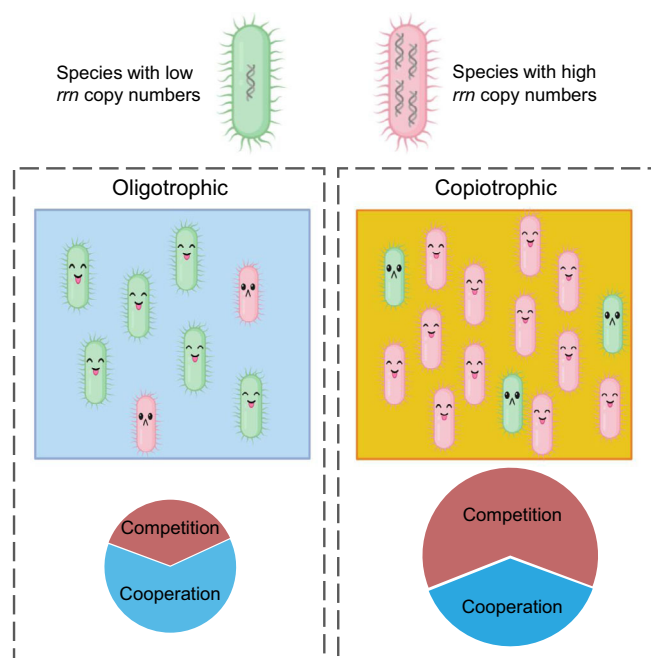 Species with low
rrn copy numbers
Species with high
rrn copy numbers
Oligotrophic
Copiotrophic
Competition
Cooperation
Competition
Cooperation